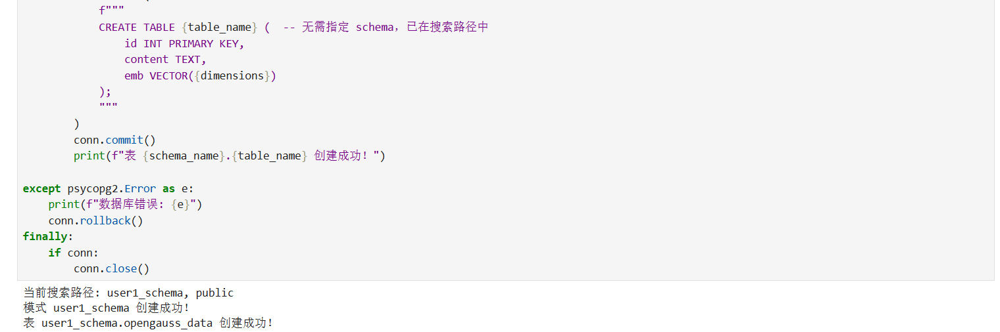 f"""
CREATE TABLE {table_name} (  -- 无需指定 schema，已在搜索路径中
id INT PRIMARY KEY,
content TEXT,
emb VECTOR({dimensions})
);
"""
)
conn.commit()
print(f"表 {schema_name}.{table_name} 创建成功！")
except psycopg2.Error as e:
print(f"数据库错误: {e}")
conn.rollback()
finally:
if conn:
conn.close()
当前搜索路径: user1_schema, public
模式 user1_schema 创建成功！
表 user1_schema.opengauss_data 创建成功！